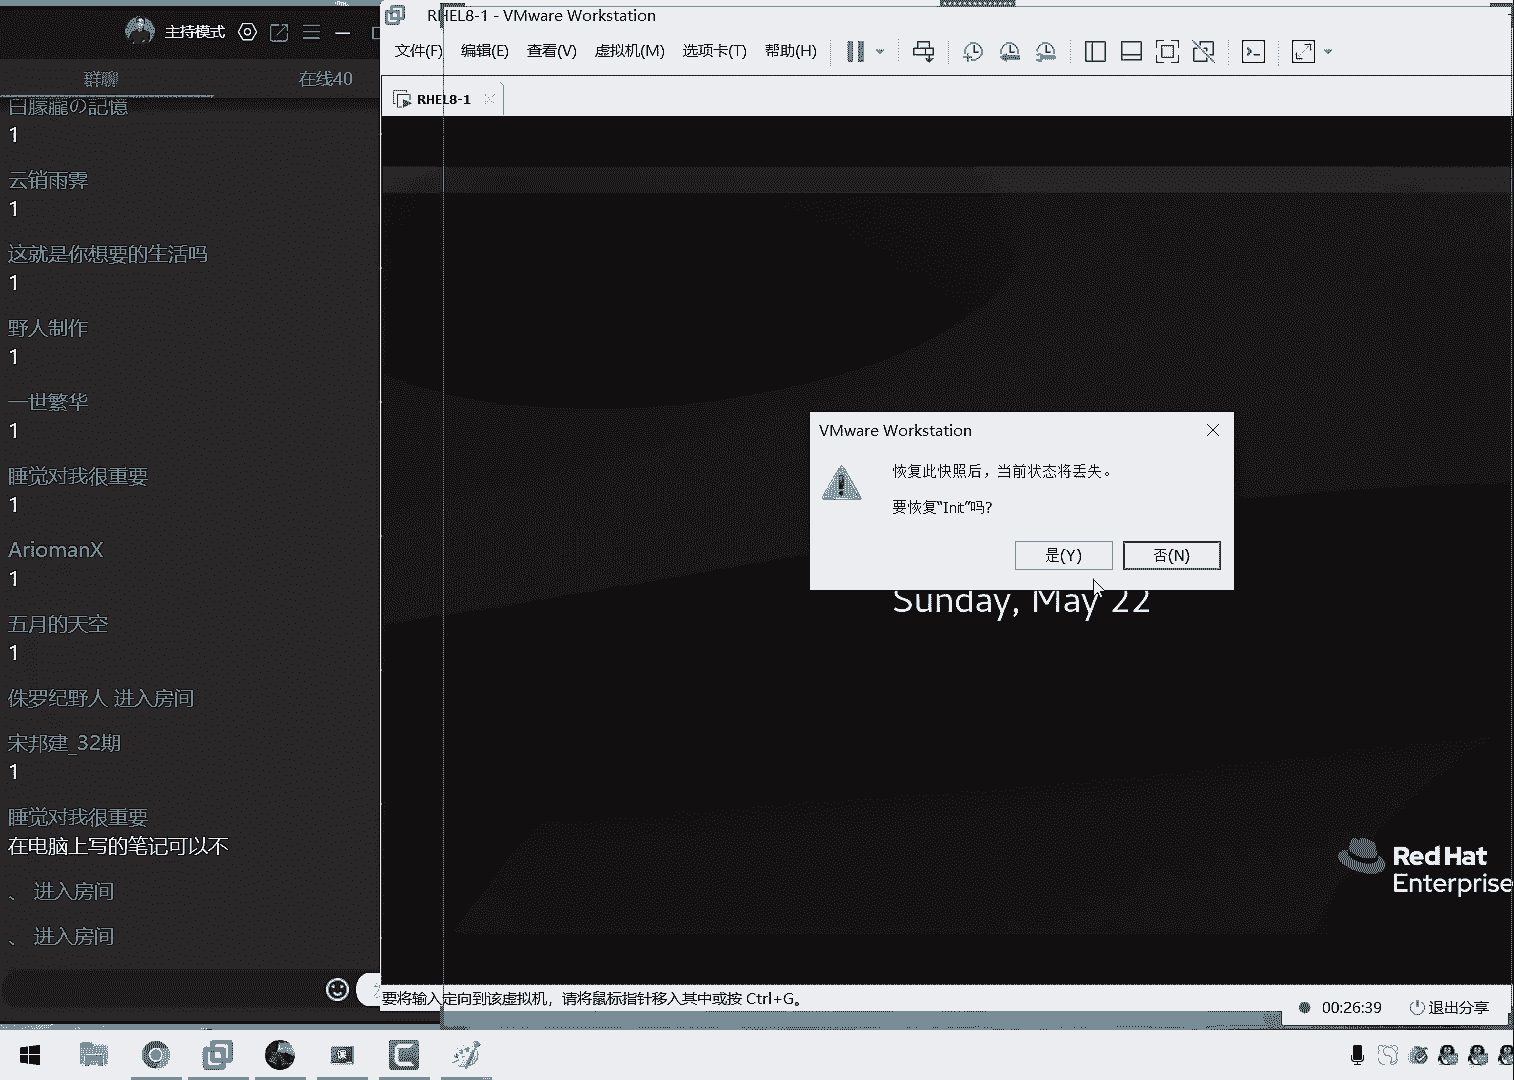 主持模式
群聊
在线40
白朦朧の記憶
1
云销雨霁
1
这就是你想要的生活吗
1
野人制作
1
一世繁华
1
睡觉对我很重要
1
AriomanX
1
五月的天空
1
侏罗纪野人 进入房间
宋邦建_32期
1
睡觉对我很重要
在电脑上写的笔记可以不
、 进入房间
、 进入房间
RHEL8-1 - VMware Workstation
文件(F) 编辑(E) 查看(V) 虚拟机(M) 选项卡(T) 帮助(H)
RHEL8-1
VMware Workstation
恢复此快照后，当前状态将丢失。
要恢复“Init”吗?
是(Y) 否(N)
Sunday, May 22
Red Hat
Enterprise
要将输入定向到该虚拟机，请将鼠标指针移入其中或按 Ctrl+G。
00:26:39 退出分享